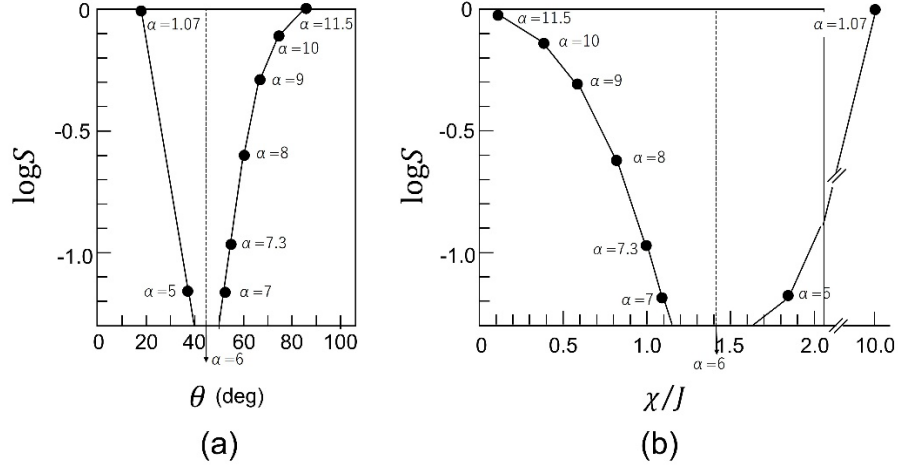 0
-0.5
-1.0
logS
α=1.07
α=11.5
α=10
α=9
α=8
α=7.3
α=7
α=5
0 20 40 60 80 100
α=6
θ (deg)
(a)
0
-0.5
-1.0
logS
α=11.5
α=10
α=9
α=8
α=7.3
α=7
α=1.07
α=5
0 0.5 1.0 1.5 2.0 10.0
α=6
χ/J
(b)